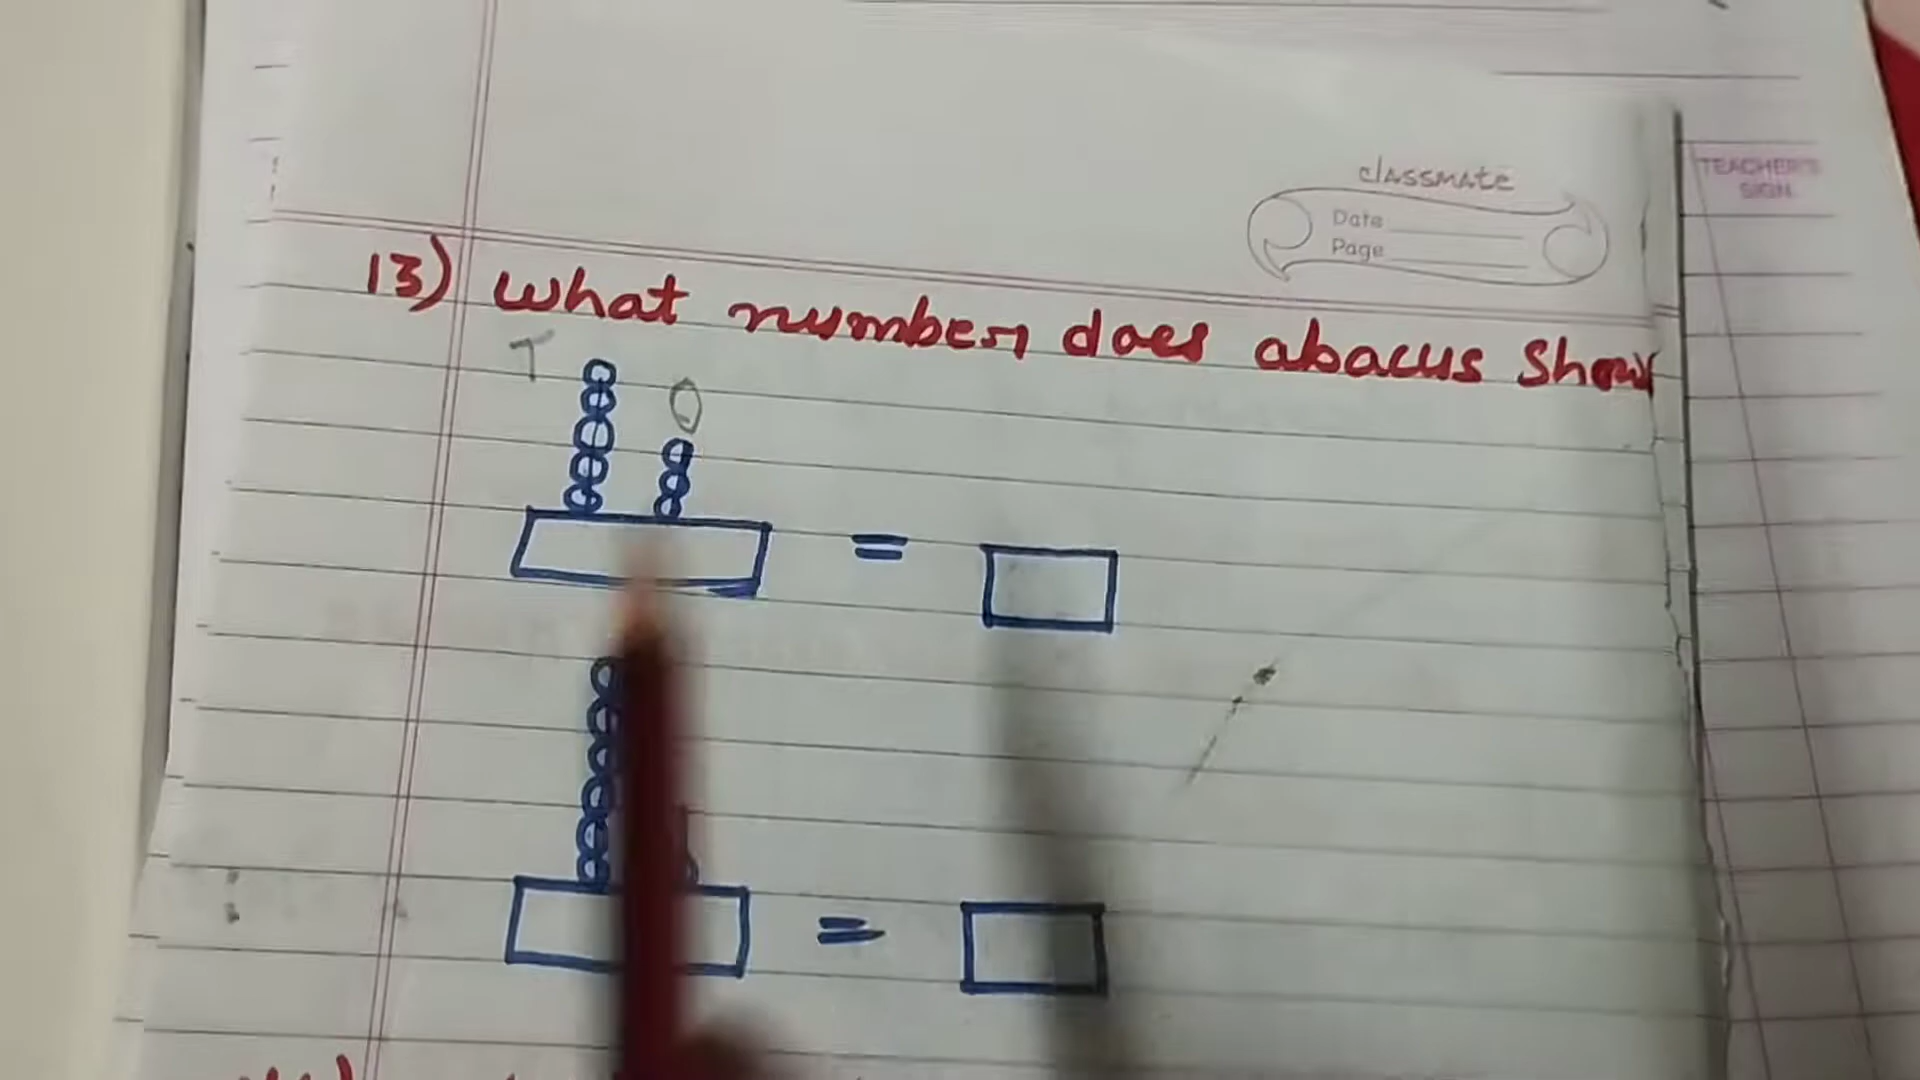 classmate
TEACHER'S
SIGN
Date
Page
13) What number does abacus Show
T
O
=
=